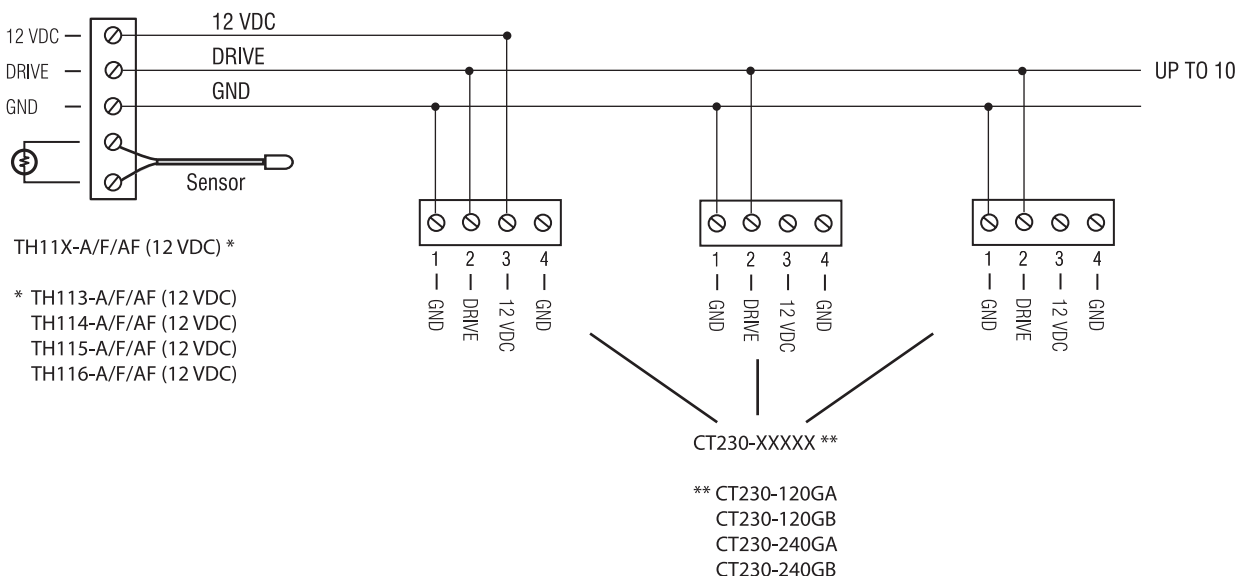 12 VDC
12 VDC
DRIVE
DRIVE
UP TO 10
GND
GND
Sensor
TH11X-A/F/AF (12 VDC) *
* TH113-A/F/AF (12 VDC)
TH114-A/F/AF (12 VDC)
TH115-A/F/AF (12 VDC)
TH116-A/F/AF (12 VDC)
1 2 3 4
GND DRIVE 12 VDC GND
1 2 3 4
GND DRIVE 12 VDC GND
1 2 3 4
GND DRIVE 12 VDC GND
CT230-XXXXX **
** CT230-120GA
CT230-120GB
CT230-240GA
CT230-240GB